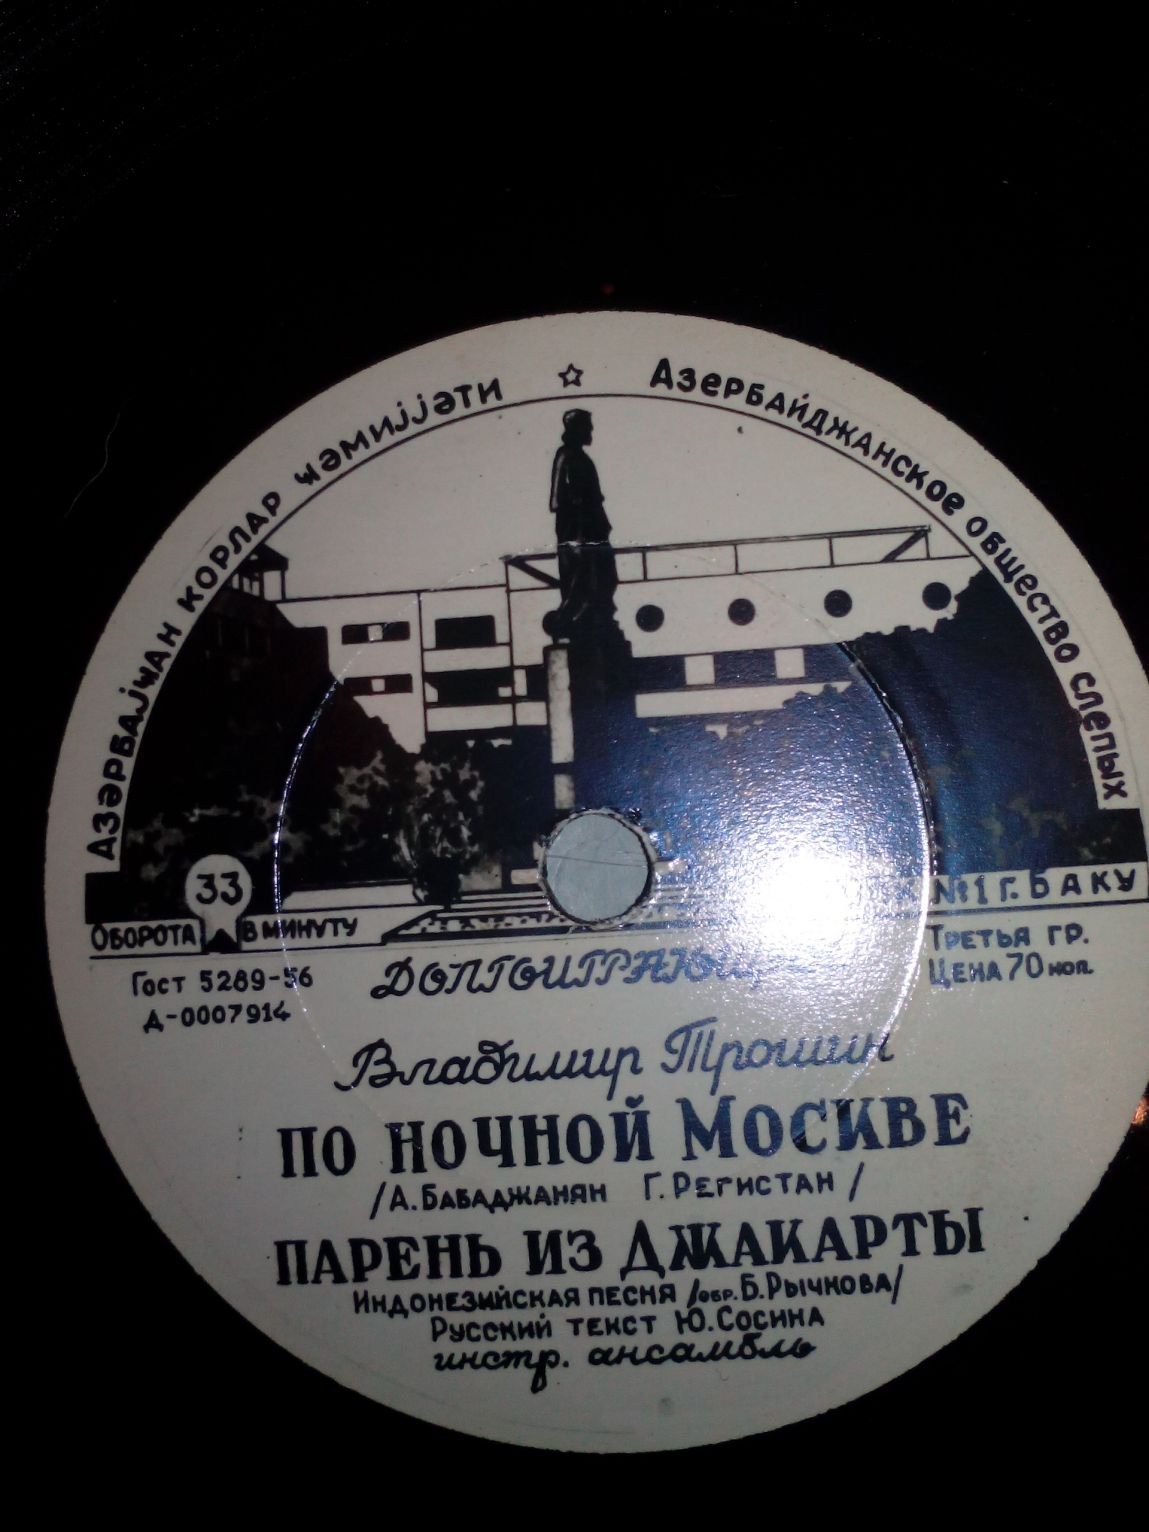 Азәрбајҹан корлар ҹәмијјәти ☆ Азербайджанское общество слепых
33
Оборота в минуту
№1 г. Баку
Гост 5289-56
Д-0007914
Третья гр.
Цена 70 коп.
Владимир Трошин
ПО НОЧНОЙ МОСКВЕ
/А. Бабаджанян Г. Регистан/
ПАРЕНЬ ИЗ ДЖАКАРТЫ
Индонезийская песня /обр. Б. Рычкова/
Русский текст Ю. Сосина
инстр. ансамбль